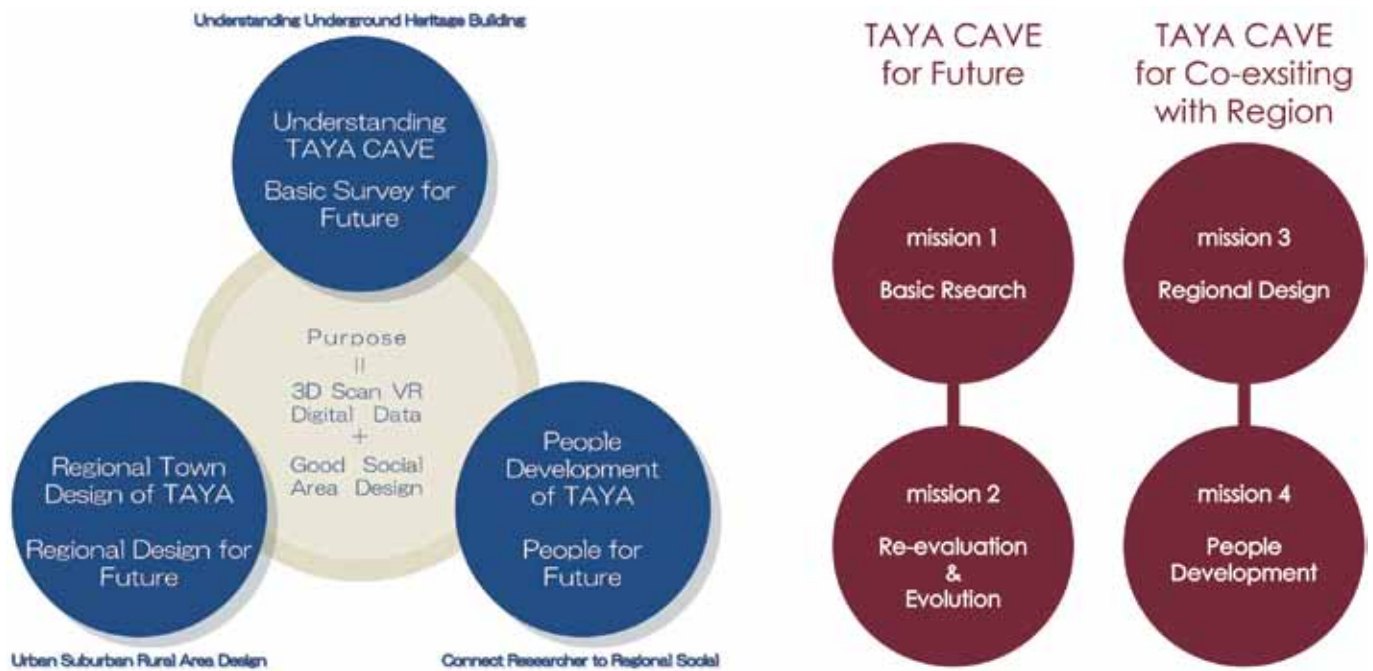 Understanding Underground Heritage Building
Understanding
TAYA CAVE
Basic Survey for
Future
Purpose
=
3D Scan VR
Digital Data
+
Good Social
Area Design
Regional Town
Design of TAYA
Regional Design for
Future
Urban Suburban Rural Area Design
People
Development
of TAYA
People for
Future
Connect Researcher to Regional Social
TAYA CAVE
for Future
mission 1
Basic Rsearch
mission 2
Re-evaluation
&
Evolution
TAYA CAVE
for Co-exsiting
with Region
mission 3
Regional Design
mission 4
People
Development